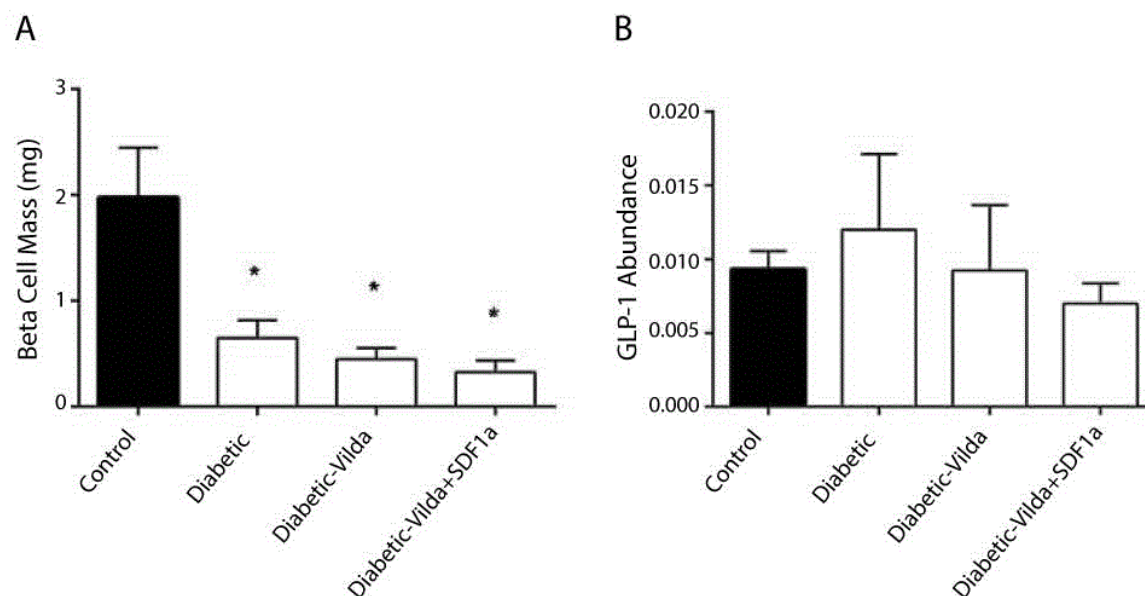 A
Beta Cell Mass (mg)
3
2
1
0
*
*
*
Control
Diabetic
Diabetic-Vilda
Diabetic-Vilda+SDF1a
B
GLP-1 Abundance
0.020
0.015
0.010
0.005
0.000
Control
Diabetic
Diabetic-Vilda
Diabetic-Vilda+SDF1a